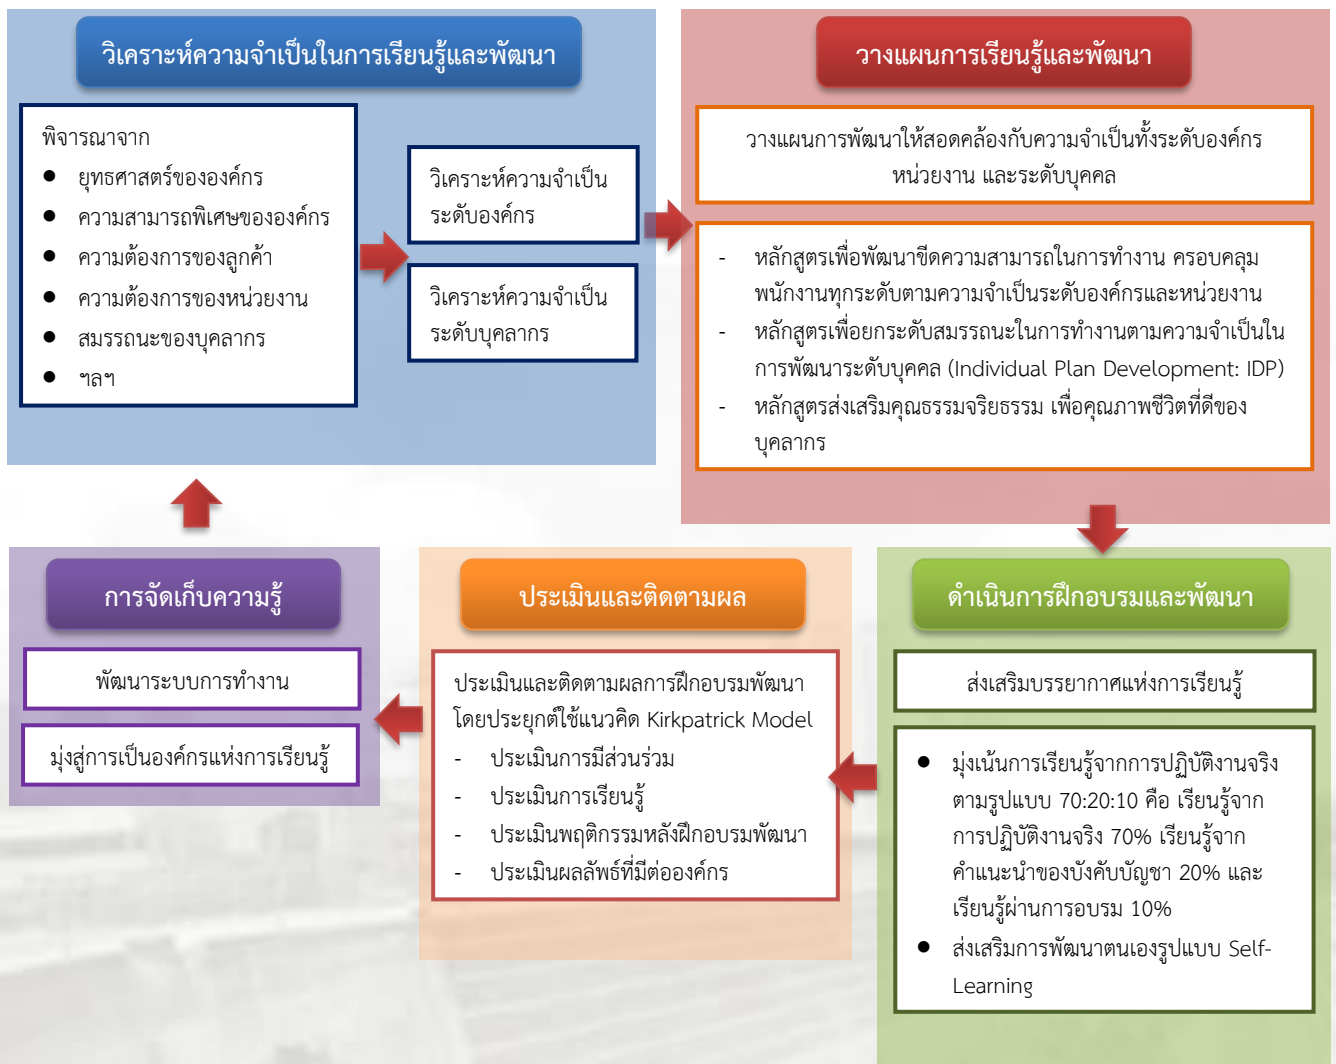 วิเคราะห์ความจำเป็นในการเรียนรู้และพัฒนา
พิจารณาจาก
● ยุทธศาสตร์ขององค์กร
● ความสามารถพิเศษขององค์กร
● ความต้องการของลูกค้า
● ความต้องการของหน่วยงาน
● สมรรถนะของบุคลากร
● ฯลฯ
วิเคราะห์ความจำเป็น
ระดับองค์กร
วิเคราะห์ความจำเป็น
ระดับบุคลากร
วางแผนการเรียนรู้และพัฒนา
วางแผนการพัฒนาให้สอดคล้องกับความจำเป็นทั้งระดับองค์กร
หน่วยงาน และระดับบุคคล
- หลักสูตรเพื่อพัฒนาขีดความสามารถในการทำงาน ครอบคลุม
พนักงานทุกระดับตามความจำเป็นระดับองค์กรและหน่วยงาน
- หลักสูตรเพื่อยกระดับสมรรถนะในการทำงานตามความจำเป็นใน
การพัฒนาระดับบุคคล (Individual Plan Development: IDP)
- หลักสูตรส่งเสริมคุณธรรมจริยธรรม เพื่อคุณภาพชีวิตที่ดีของ
บุคลากร
ดำเนินการฝึกอบรมและพัฒนา
ส่งเสริมบรรยากาศแห่งการเรียนรู้
● มุ่งเน้นการเรียนรู้จากการปฏิบัติงานจริง
ตามรูปแบบ 70:20:10 คือ เรียนรู้จาก
การปฏิบัติงานจริง 70% เรียนรู้จาก
คำแนะนำของบังคับบัญชา 20% และ
เรียนรู้ผ่านการอบรม 10%
● ส่งเสริมการพัฒนาตนเองรูปแบบ Self-
Learning
ประเมินและติดตามผล
ประเมินและติดตามผลการฝึกอบรมพัฒนา
โดยประยุกต์ใช้แนวคิด Kirkpatrick Model
- ประเมินการมีส่วนร่วม
- ประเมินการเรียนรู้
- ประเมินพฤติกรรมหลังฝึกอบรมพัฒนา
- ประเมินผลลัพธ์ที่มีต่อองค์กร
การจัดเก็บความรู้
พัฒนาระบบการทำงาน
มุ่งสู่การเป็นองค์กรแห่งการเรียนรู้